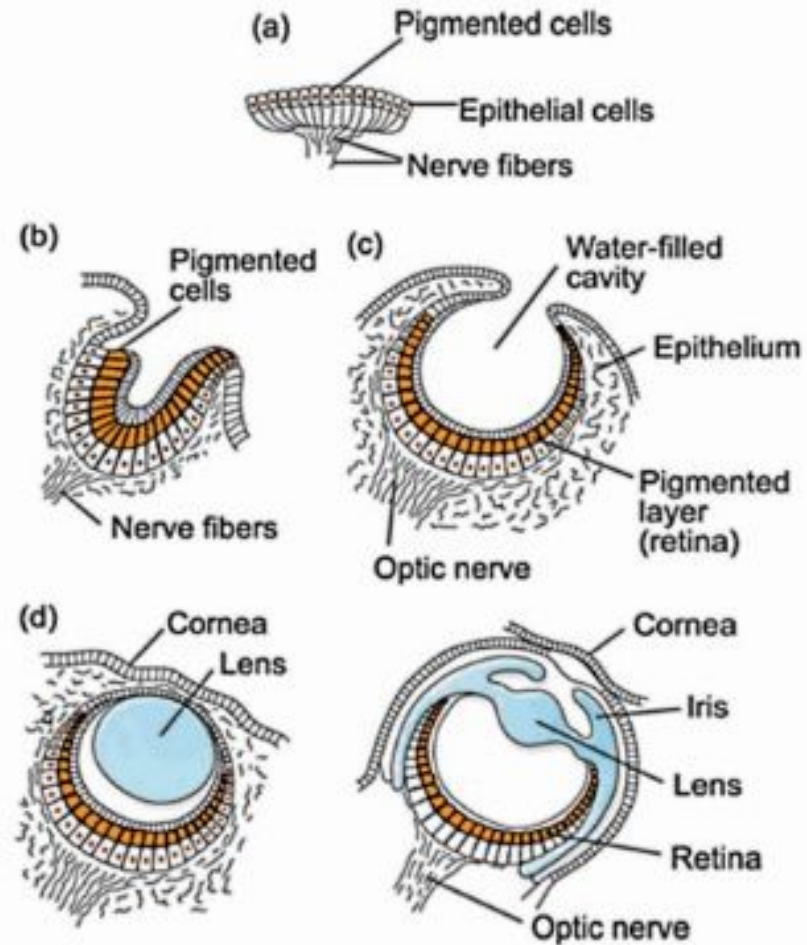 (a)
Pigmented cells
Epithelial cells
Nerve fibers
(b)
Pigmented
cells
Nerve fibers
(c)
Water-filled
cavity
Epithelium
Pigmented
layer
(retina)
Optic nerve
(d)
Cornea
Lens
Cornea
Iris
Lens
Retina
Optic nerve